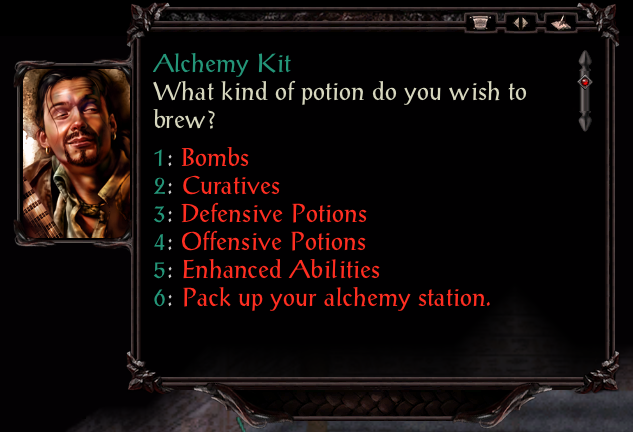 Alchemy Kit
What kind of potion do you wish to
brew?
1: Bombs
2: Curatives
3: Defensive Potions
4: Offensive Potions
5: Enhanced Abilities
6: Pack up your alchemy station.